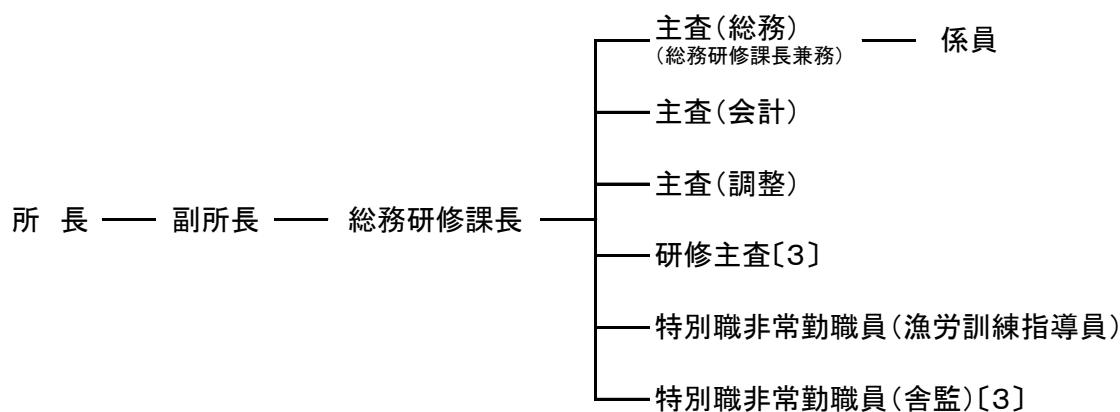 所 長
副所長
総務研修課長
主査(総務)
(総務研修課長兼務)
係員
主査(会計)
主査(調整)
研修主査〔3〕
特別職非常勤職員(漁労訓練指導員)
特別職非常勤職員(舎監)〔3〕